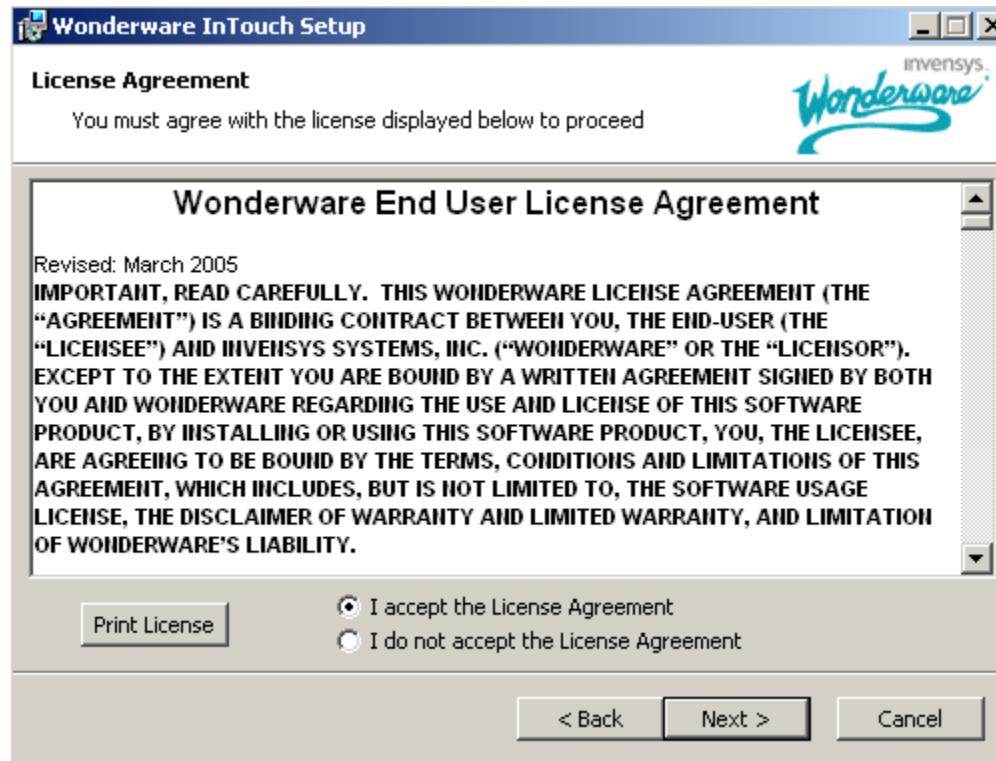 Wonderware InTouch Setup
License Agreement
You must agree with the license displayed below to proceed
invensys.
Wonderware
Wonderware End User License Agreement
Revised: March 2005
IMPORTANT, READ CAREFULLY.  THIS WONDERWARE LICENSE AGREEMENT (THE
“AGREEMENT”) IS A BINDING CONTRACT BETWEEN YOU, THE END-USER (THE
“LICENSEE”) AND INVENSYS SYSTEMS, INC. (“WONDERWARE” OR THE “LICENSOR”).
EXCEPT TO THE EXTENT YOU ARE BOUND BY A WRITTEN AGREEMENT SIGNED BY BOTH
YOU AND WONDERWARE REGARDING THE USE AND LICENSE OF THIS SOFTWARE
PRODUCT, BY INSTALLING OR USING THIS SOFTWARE PRODUCT, YOU, THE LICENSEE,
ARE AGREEING TO BE BOUND BY THE TERMS, CONDITIONS AND LIMITATIONS OF THIS
AGREEMENT, WHICH INCLUDES, BUT IS NOT LIMITED TO, THE SOFTWARE USAGE
LICENSE, THE DISCLAIMER OF WARRANTY AND LIMITED WARRANTY, AND LIMITATION
OF WONDERWARE’S LIABILITY.
Print License
I accept the License Agreement
I do not accept the License Agreement
< Back
Next >
Cancel